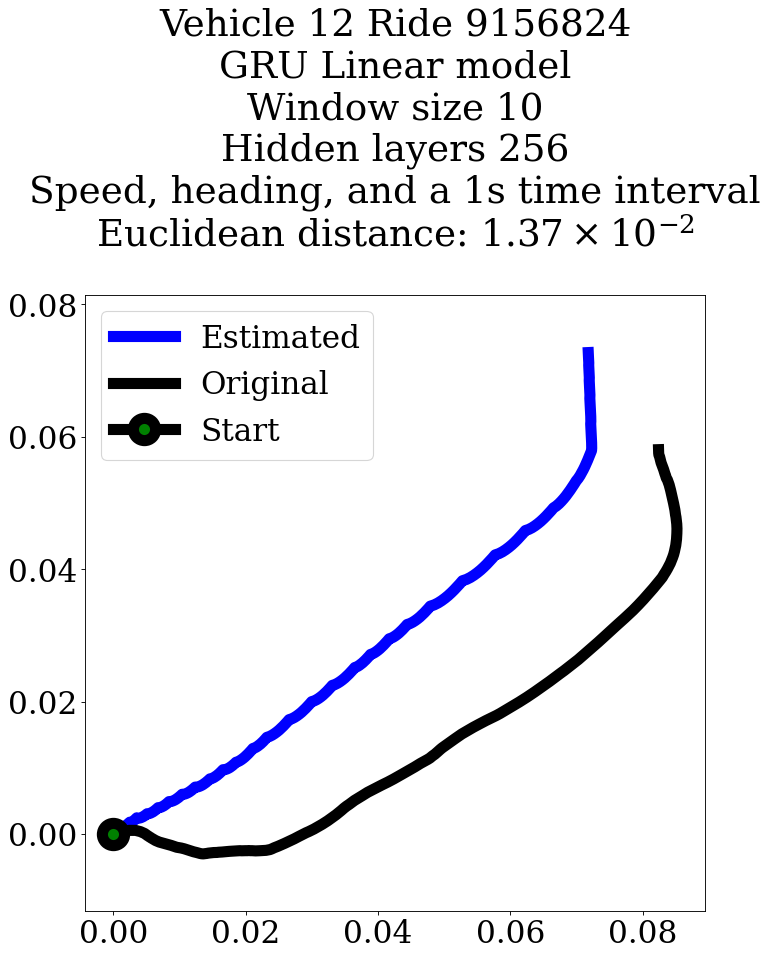 Vehicle 12 Ride 9156824
GRU Linear model
Window size 10
Hidden layers 256
Speed, heading, and a 1s time interval
Euclidean distance: 1.37 × 10⁻²
Estimated
Original
Start
0.08
0.06
0.04
0.02
0.00
0.00 0.02 0.04 0.06 0.08